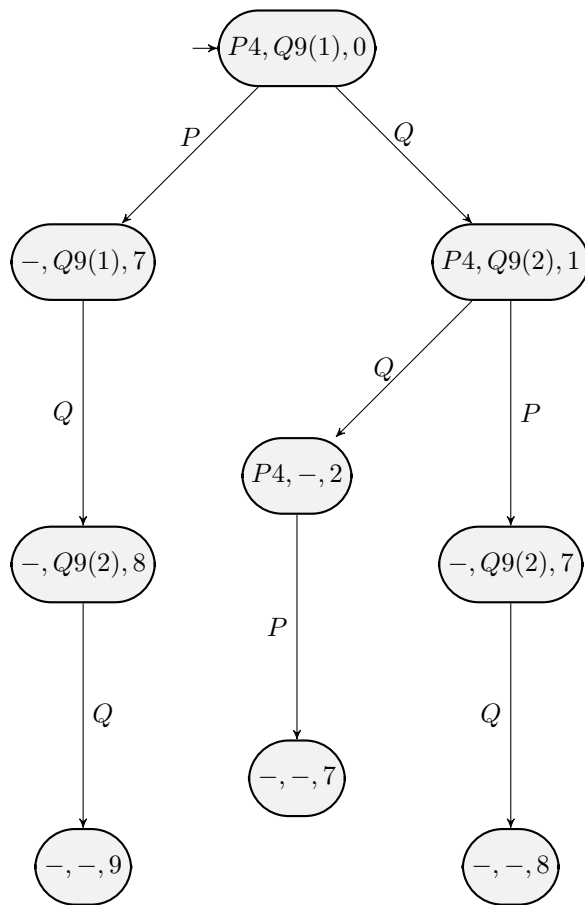 P4, Q9(1), 0
P
Q
−, Q9(1), 7
P4, Q9(2), 1
Q
Q
P
P4, −, 2
−, Q9(2), 8
−, Q9(2), 7
P
Q
Q
−, −, 7
−, −, 9
−, −, 8